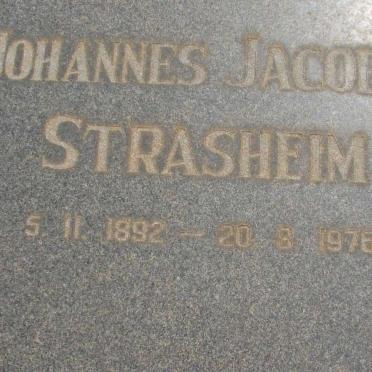 JOHANNES JACOB
STRASHEIM
5. 11. 1892 — 20. 8. 1976